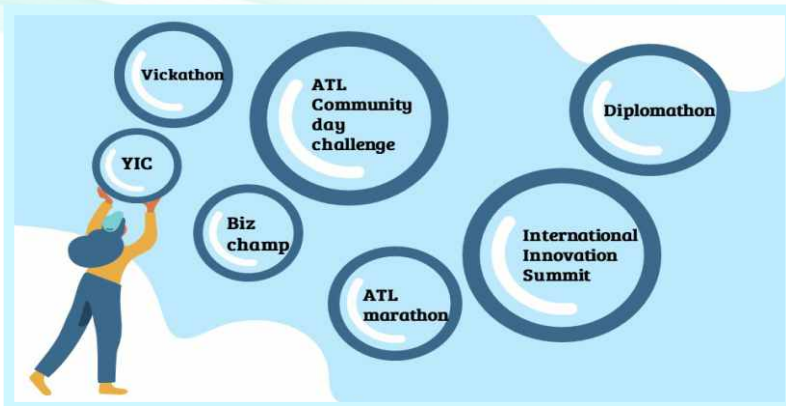 Vickathon
ATL
Community
day
challenge
Diplomathon
YIC
Biz
champ
International
Innovation
Summit
ATL
marathon